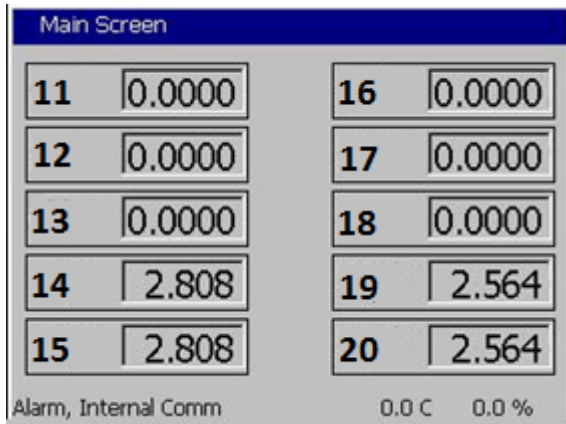 Main Screen
11 0.0000 16 0.0000
12 0.0000 17 0.0000
13 0.0000 18 0.0000
14 2.808 19 2.564
15 2.808 20 2.564
Alarm, Internal Comm 0.0 C 0.0 %